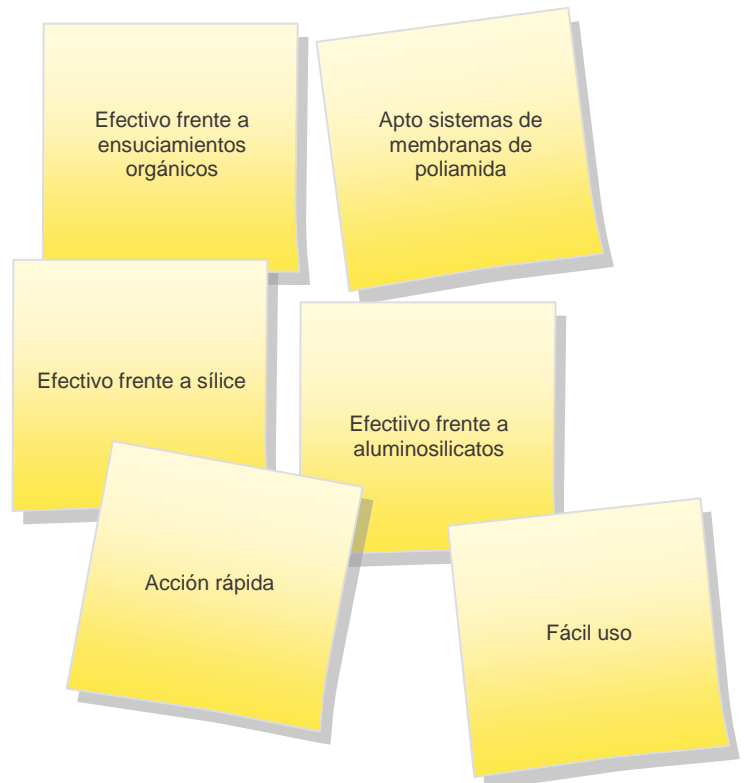 Efectivo frente a
ensuciamientos
orgánicos
Apto sistemas de
membranas de
poliamida
Efectivo frente a sílice
Efectiivo frente a
aluminosilicatos
Acción rápida
Fácil uso